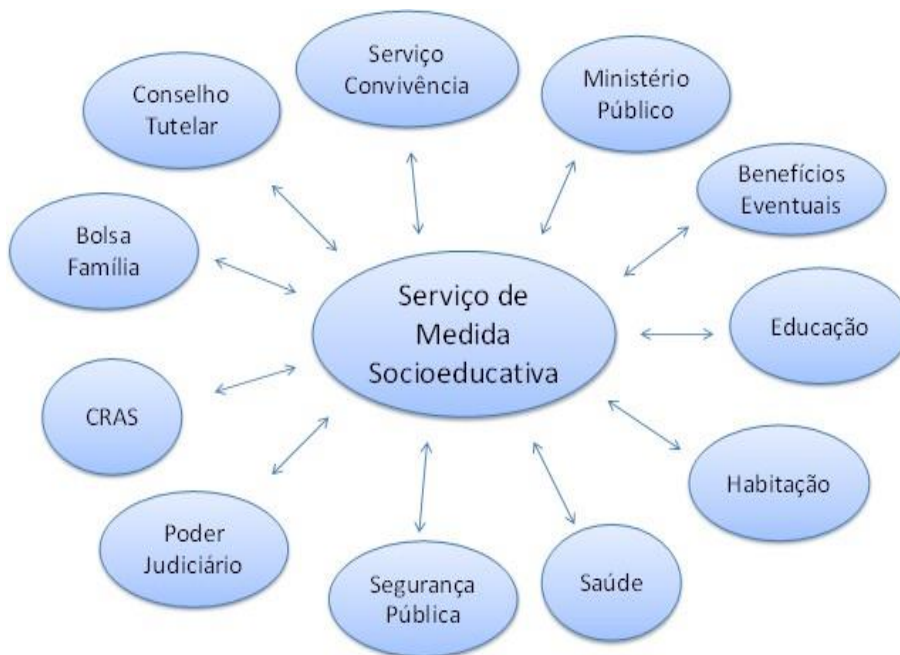 Serviço
Convivência
Conselho
Tutelar
Ministério
Público
Benefícios
Eventuais
Bolsa
Família
Serviço de
Medida
Socioeducativa
Educação
CRAS
Habitação
Poder
Judiciário
Segurança
Pública
Saúde